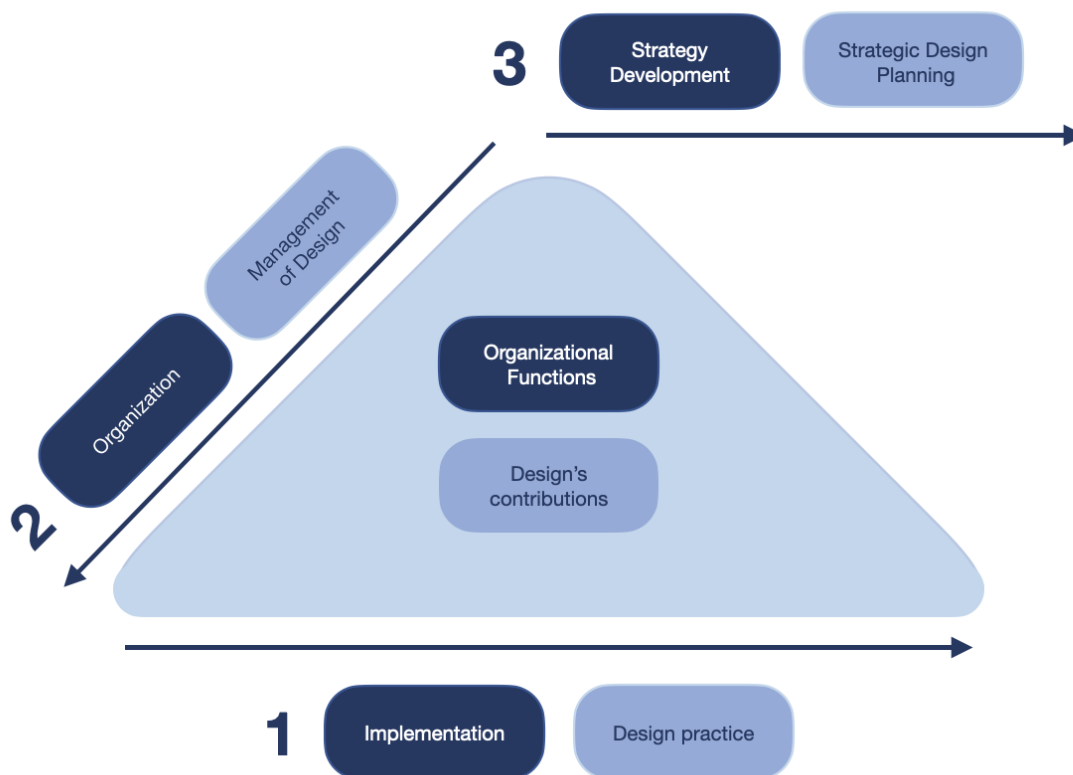 3
Strategy
Development
Strategic Design
Planning
Management
of Design
Organization
2
Organizational
Functions
Design’s
contributions
1
Implementation
Design practice